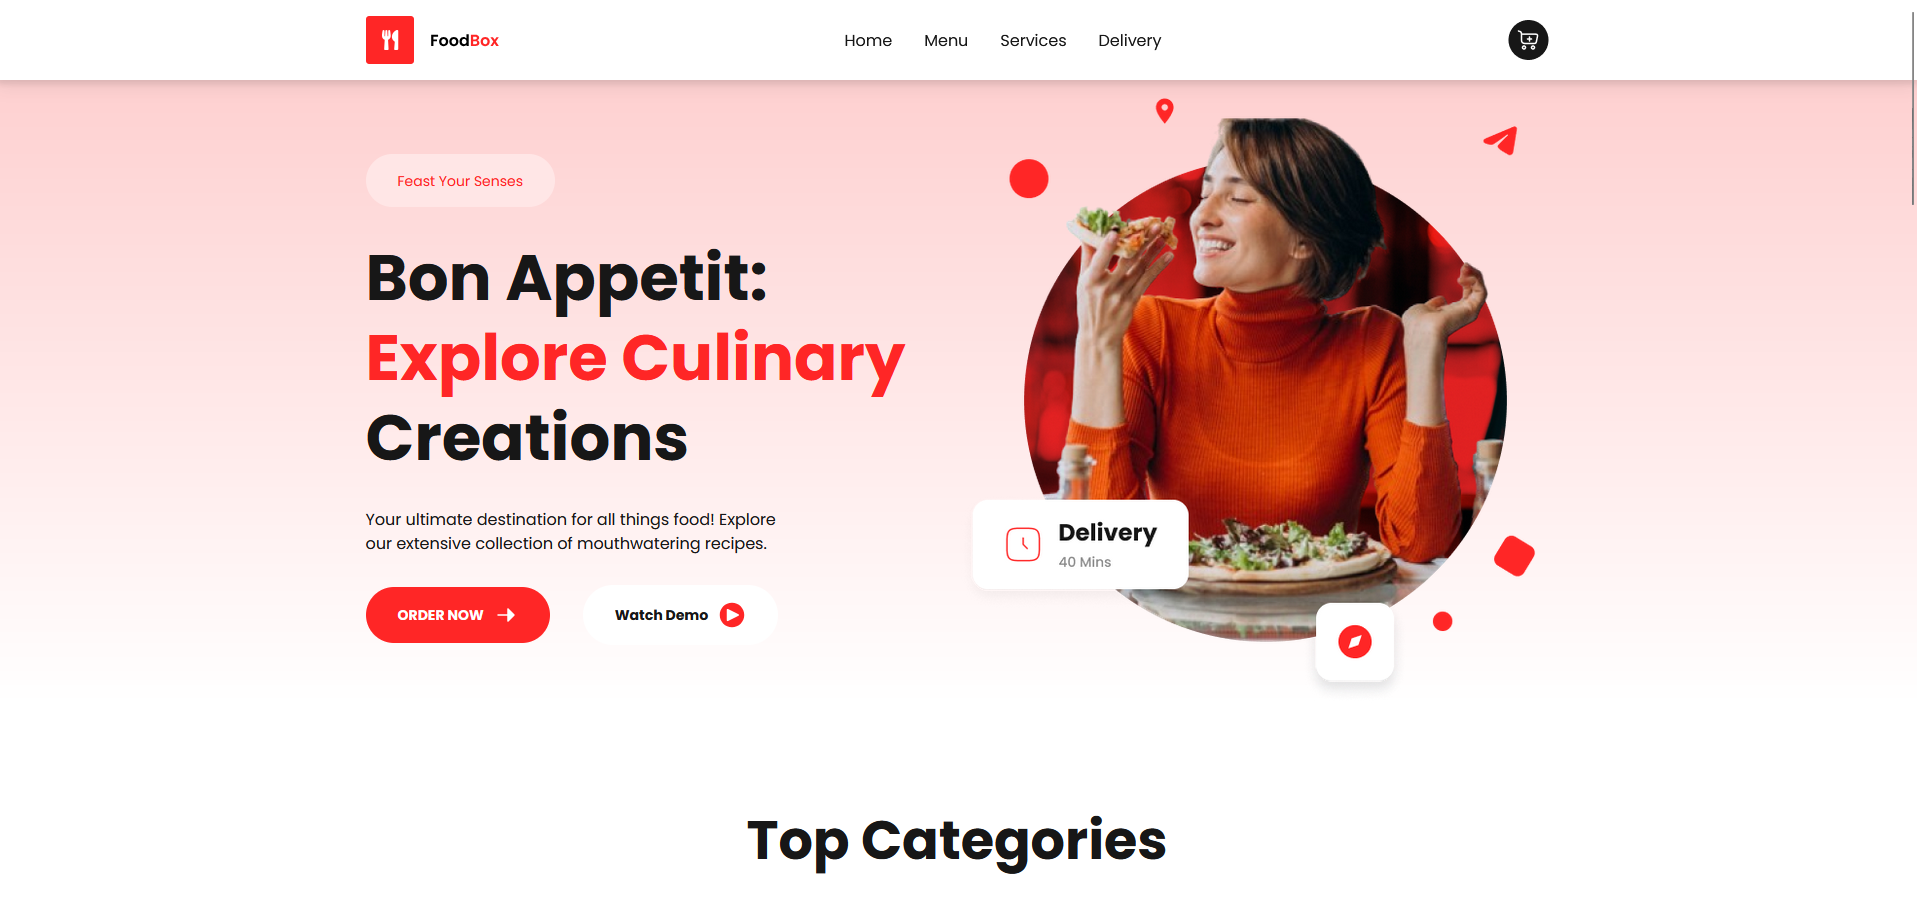 FoodBox
Home Menu Services Delivery
Feast Your Senses
Bon Appetit:
Explore Culinary
Creations
Your ultimate destination for all things food! Explore
our extensive collection of mouthwatering recipes.
ORDER NOW
Watch Demo
Delivery
40 Mins
Top Categories